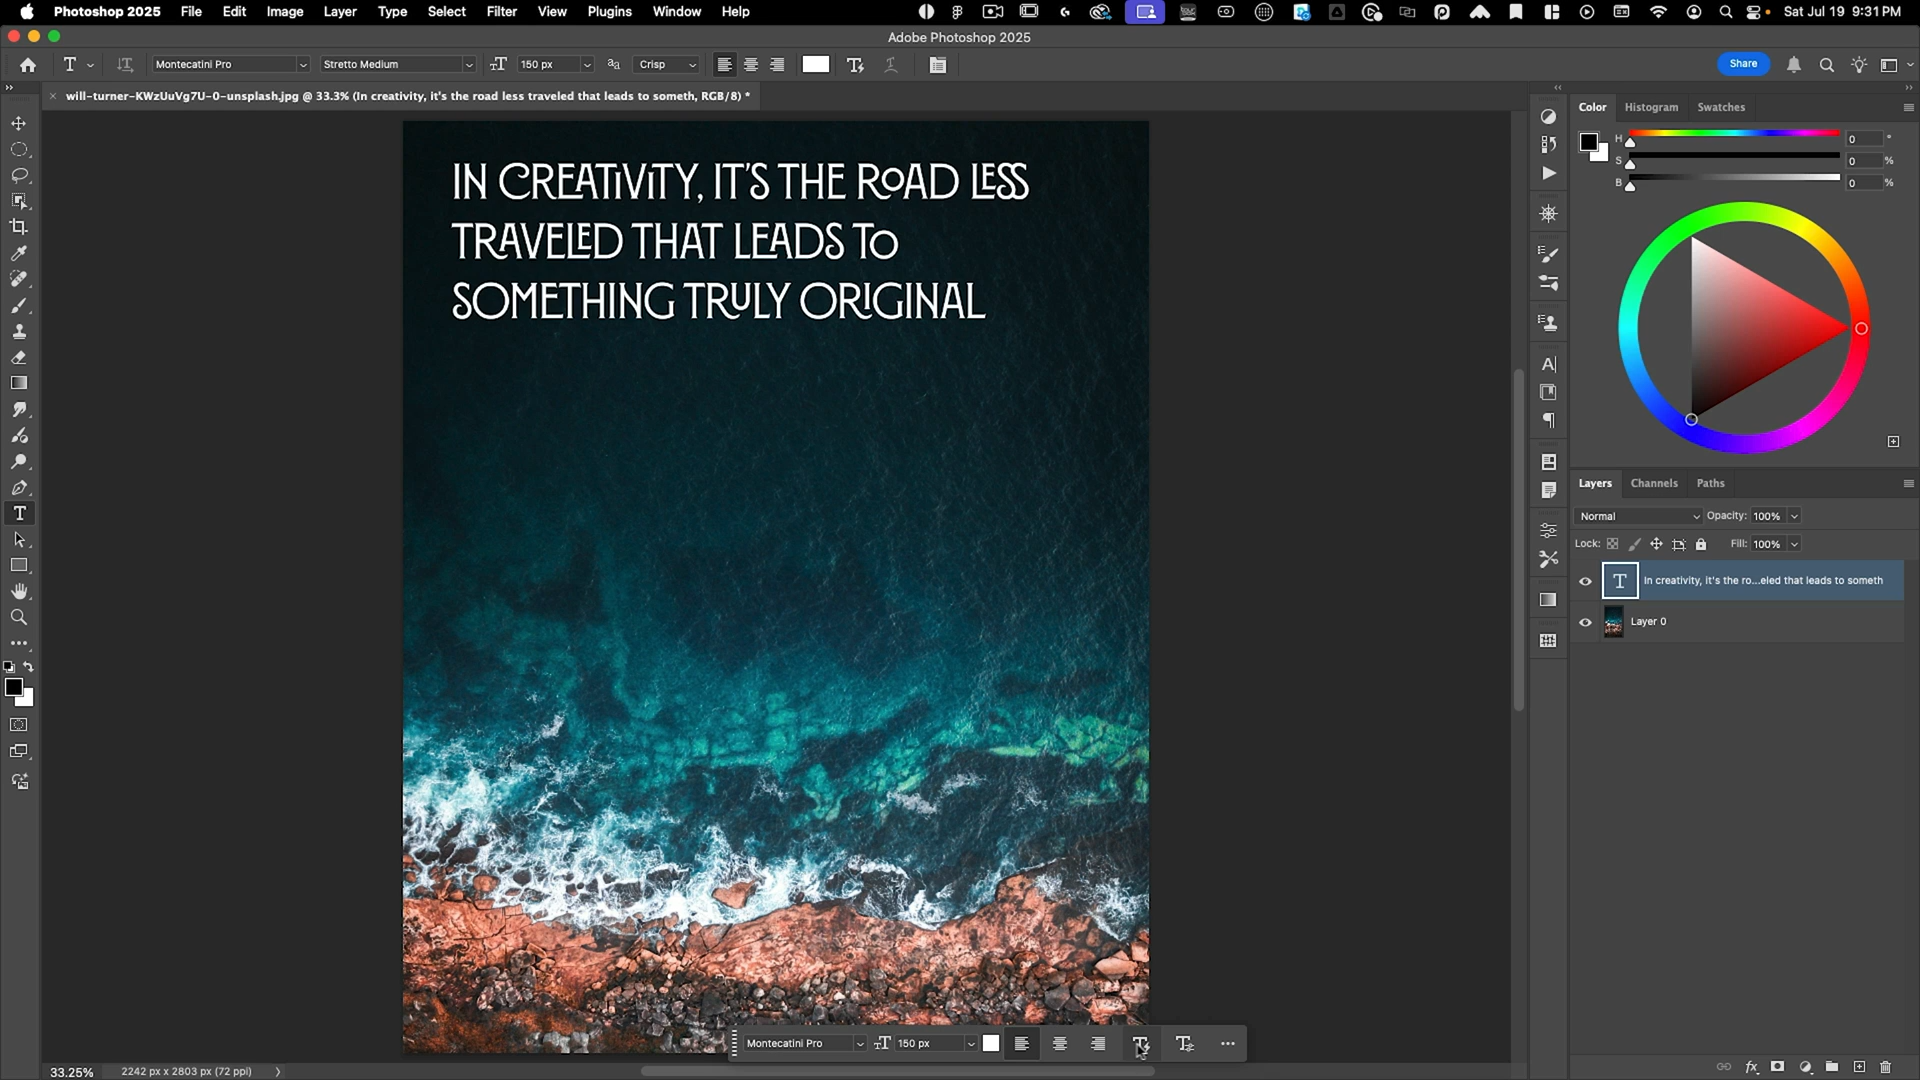 Photoshop 2025 File Edit Image Layer Type Select Filter View Plugins Window Help Sat Jul 19 9:31 PM
Adobe Photoshop 2025
Montecatini Pro Stretto Medium 150 px Crisp Share
will-turner-KWzUuVg7U-0-unsplash.jpg @ 33.3% (In creativity, it's the road less traveled that leads to someth, RGB/8) *
Color Histogram Swatches
H 0 °
S 0 %
B 0 %
IN CREATIVITY, IT'S THE ROAD LESS
TRAVELED THAT LEADS TO
SOMETHING TRULY ORIGINAL
Layers Channels Paths
Normal Opacity: 100%
Lock: Fill: 100%
In creativity, it's the ro...eled that leads to someth
Layer 0
Montecatini Pro 150 px
33.25% 2242 px x 2803 px (72 ppi)